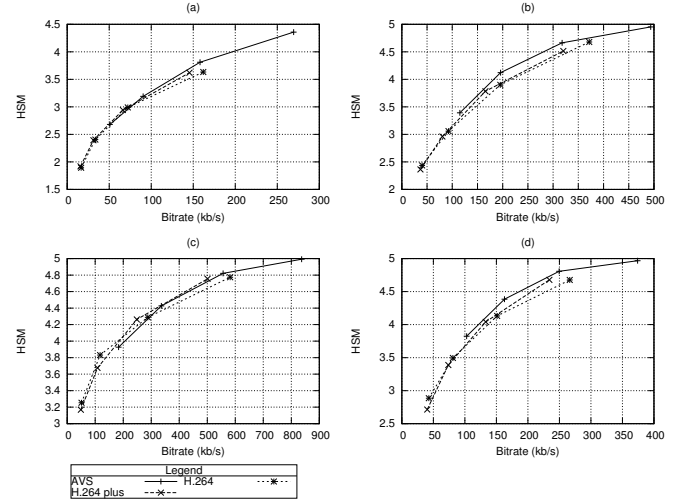 (a)
4.5
4
3.5
3
2.5
2
1.5
HSM
0 50 100 150 200 250 300
Bitrate (kb/s)
(b)
5
4.5
4
3.5
3
2.5
2
HSM
0 50 100 150 200 250 300 350 400 450 500
Bitrate (kb/s)
(c)
5
4.8
4.6
4.4
4.2
4
3.8
3.6
3.4
3.2
3
HSM
0 100 200 300 400 500 600 700 800 900
Bitrate (kb/s)
(d)
5
4.5
4
3.5
3
2.5
HSM
0 50 100 150 200 250 300 350 400
Bitrate (kb/s)
Legend
AVS H.264
H.264 plus